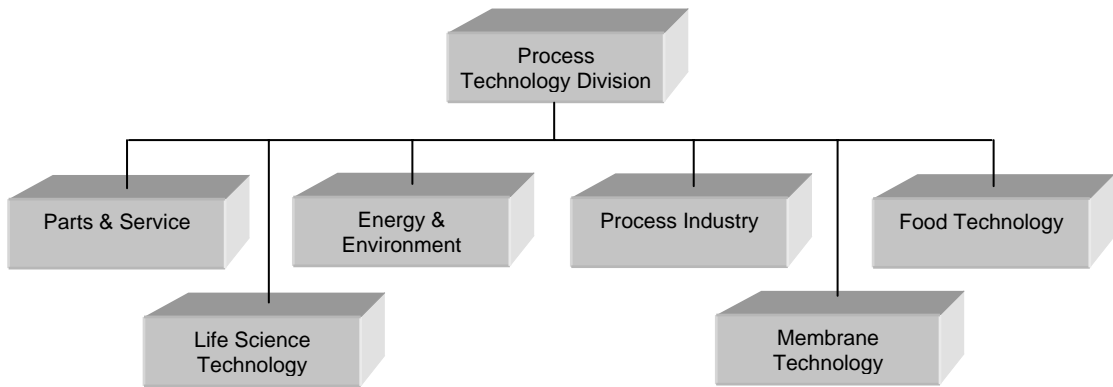 Process
Technology Division
Parts & Service
Energy &
Environment
Process Industry
Food Technology
Life Science
Technology
Membrane
Technology